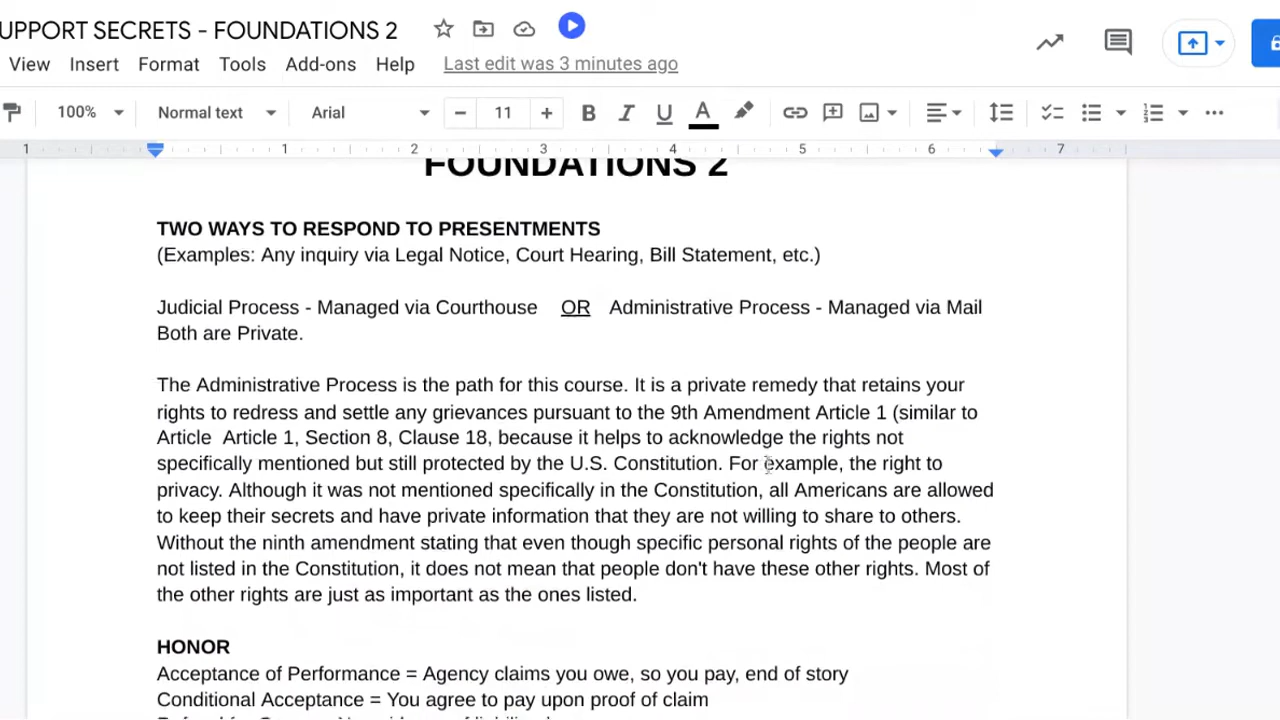 UPPORT SECRETS - FOUNDATIONS 2
View Insert Format Tools Add-ons Help Last edit was 3 minutes ago
100% Normal text Arial 11 B I U A
1 1 2 3 4 5 6 7
FOUNDATIONS 2
TWO WAYS TO RESPOND TO PRESENTMENTS
(Examples: Any inquiry via Legal Notice, Court Hearing, Bill Statement, etc.)
Judicial Process - Managed via Courthouse OR Administrative Process - Managed via Mail
Both are Private.
The Administrative Process is the path for this course. It is a private remedy that retains your
rights to redress and settle any grievances pursuant to the 9th Amendment Article 1 (similar to
Article Article 1, Section 8, Clause 18, because it helps to acknowledge the rights not
specifically mentioned but still protected by the U.S. Constitution. For example, the right to
privacy. Although it was not mentioned specifically in the Constitution, all Americans are allowed
to keep their secrets and have private information that they are not willing to share to others.
Without the ninth amendment stating that even though specific personal rights of the people are
not listed in the Constitution, it does not mean that people don't have these other rights. Most of
the other rights are just as important as the ones listed.
HONOR
Acceptance of Performance = Agency claims you owe, so you pay, end of story
Conditional Acceptance = You agree to pay upon proof of claim